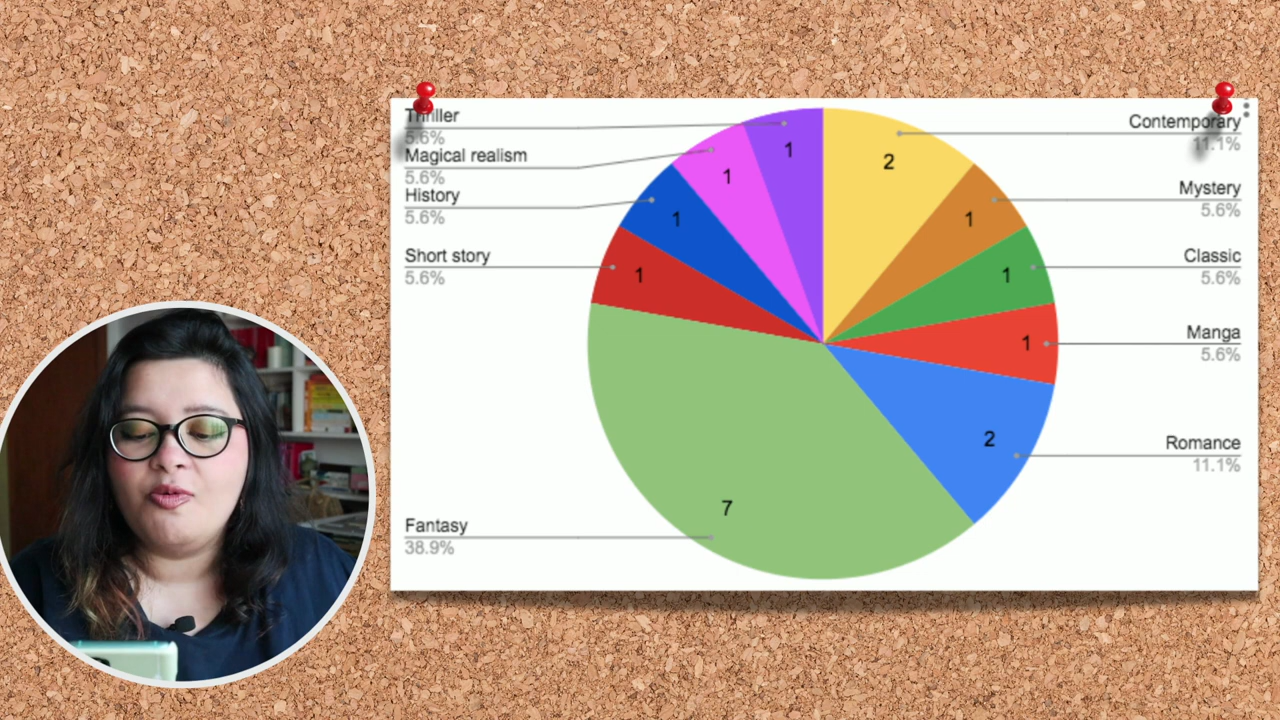 Thriller
5.6%
Magical realism
5.6%
History
5.6%
Short story
5.6%
Fantasy
38.9%
Contemporary
11.1%
Mystery
5.6%
Classic
5.6%
Manga
5.6%
Romance
11.1%
1
1
1
1
7
2
1
1
1
2